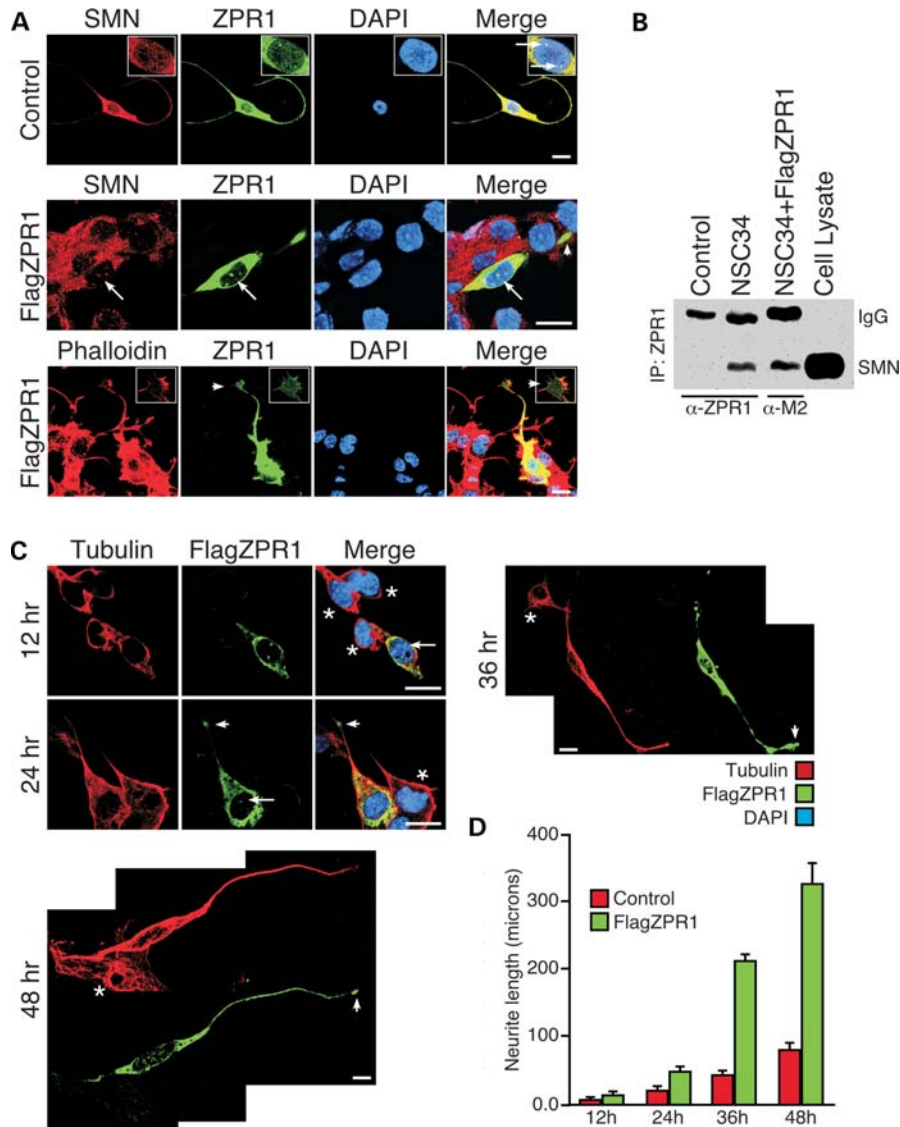 A
SMN ZPR1 DAPI Merge
Control
SMN ZPR1 DAPI Merge
FlagZPR1
Phalloidin ZPR1 DAPI Merge
FlagZPR1
B
Control
NSC34
NSC34+FlagZPR1
Cell Lysate
IP: ZPR1
IgG
SMN
α-ZPR1 α-M2
C
Tubulin FlagZPR1 Merge
12 hr
*
*
*
24 hr
*
36 hr
*
Tubulin
FlagZPR1
DAPI
48 hr
*
D
Neurite length (microns)
400
300
200
100
0.0
Control
FlagZPR1
12h 24h 36h 48h